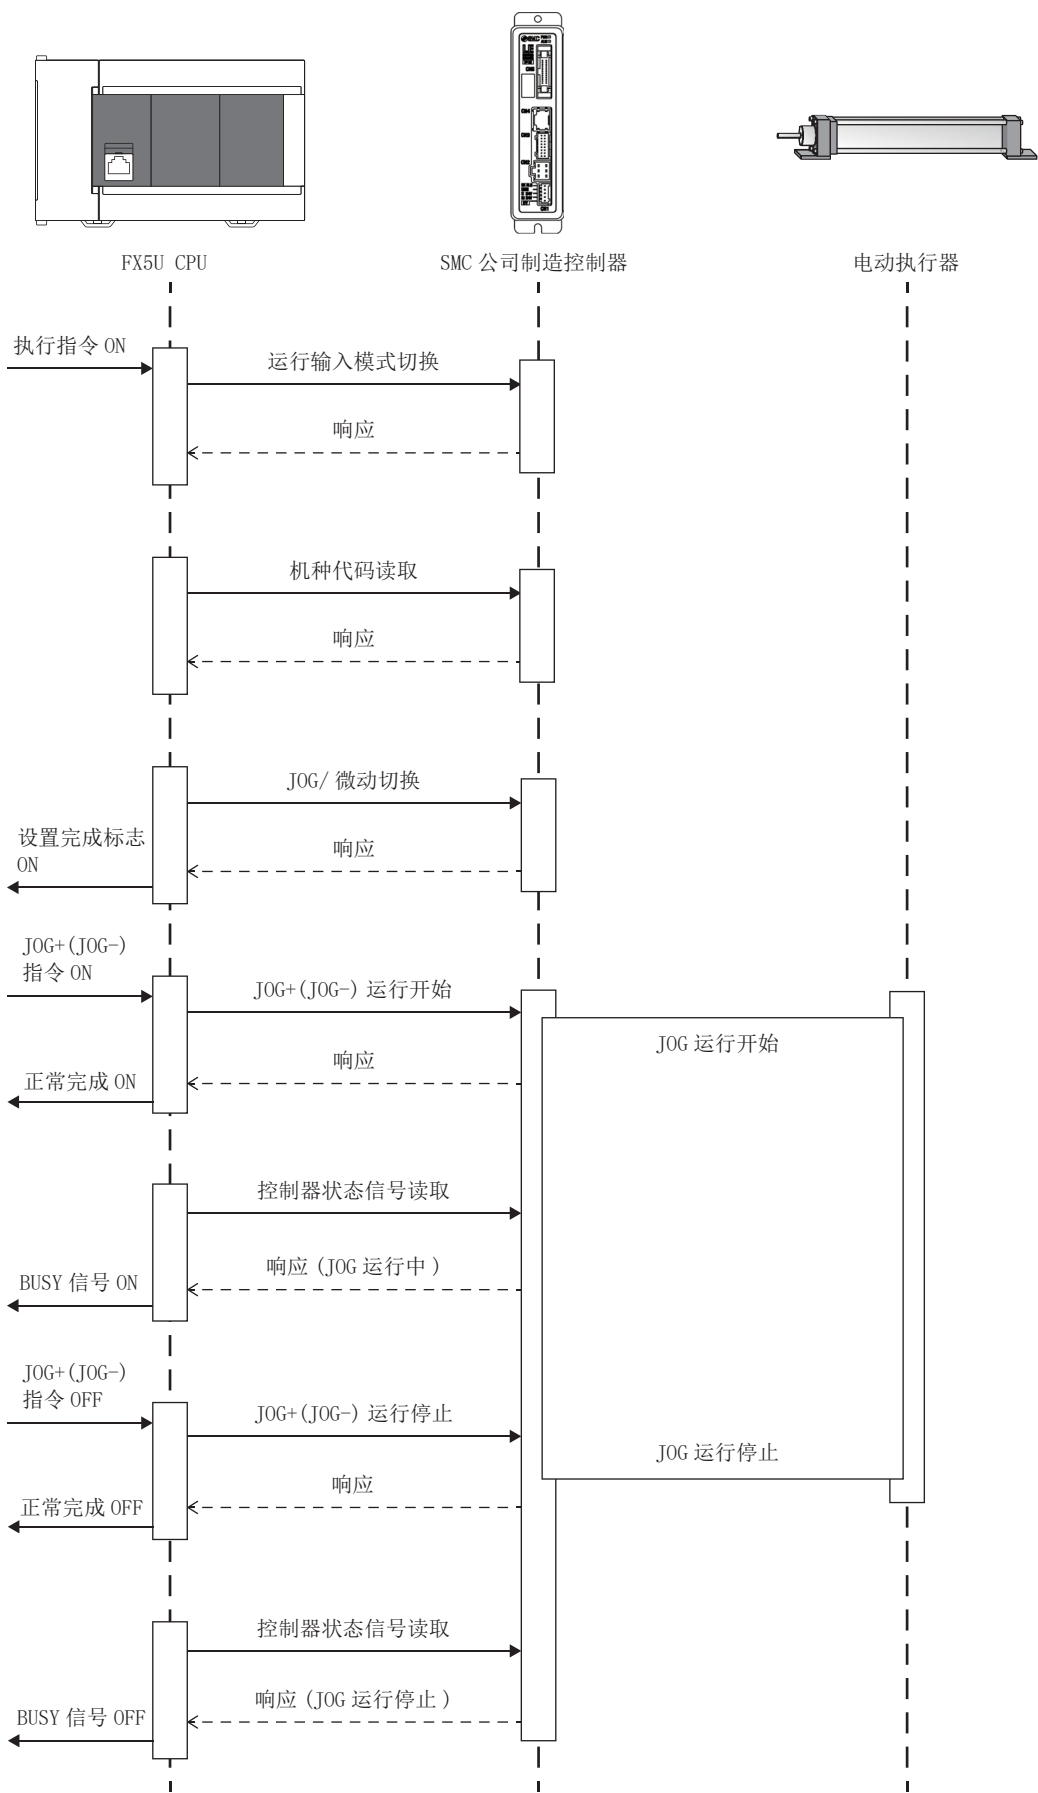 SMC
CN4
CN3
CN2
CN1
FX5U CPU
SMC 公司制造控制器
电动执行器
执行指令 ON
运行输入模式切换
响应
机种代码读取
响应
JOG/ 微动切换
设置完成标志
ON
响应
JOG+(JOG-)
指令 ON
JOG+(JOG-) 运行开始
JOG 运行开始
响应
正常完成 ON
控制器状态信号读取
响应 (JOG 运行中 )
BUSY 信号 ON
JOG+(JOG-)
指令 OFF
JOG+(JOG-) 运行停止
JOG 运行停止
响应
正常完成 OFF
控制器状态信号读取
响应 (JOG 运行停止 )
BUSY 信号 OFF